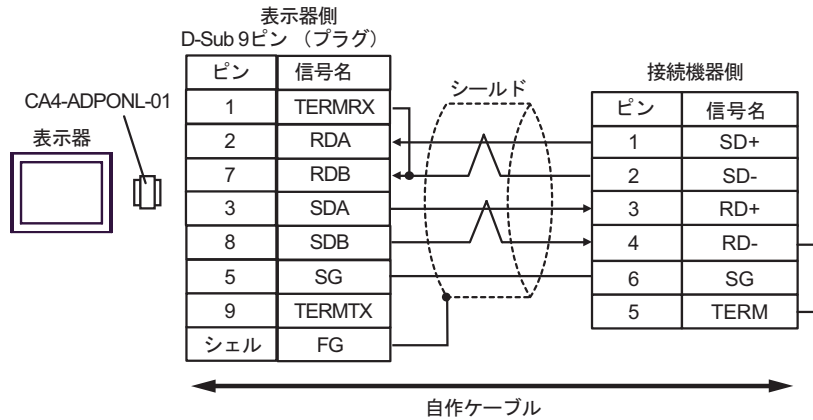 表示器側
D-Sub 9ピン （プラグ）
CA4-ADPONL-01
表示器
ピン 信号名
1 TERMRX
2 RDA
7 RDB
3 SDA
8 SDB
5 SG
9 TERMTX
シェル FG
シールド
接続機器側
ピン 信号名
1 SD+
2 SD-
3 RD+
4 RD-
6 SG
5 TERM
自作ケーブル